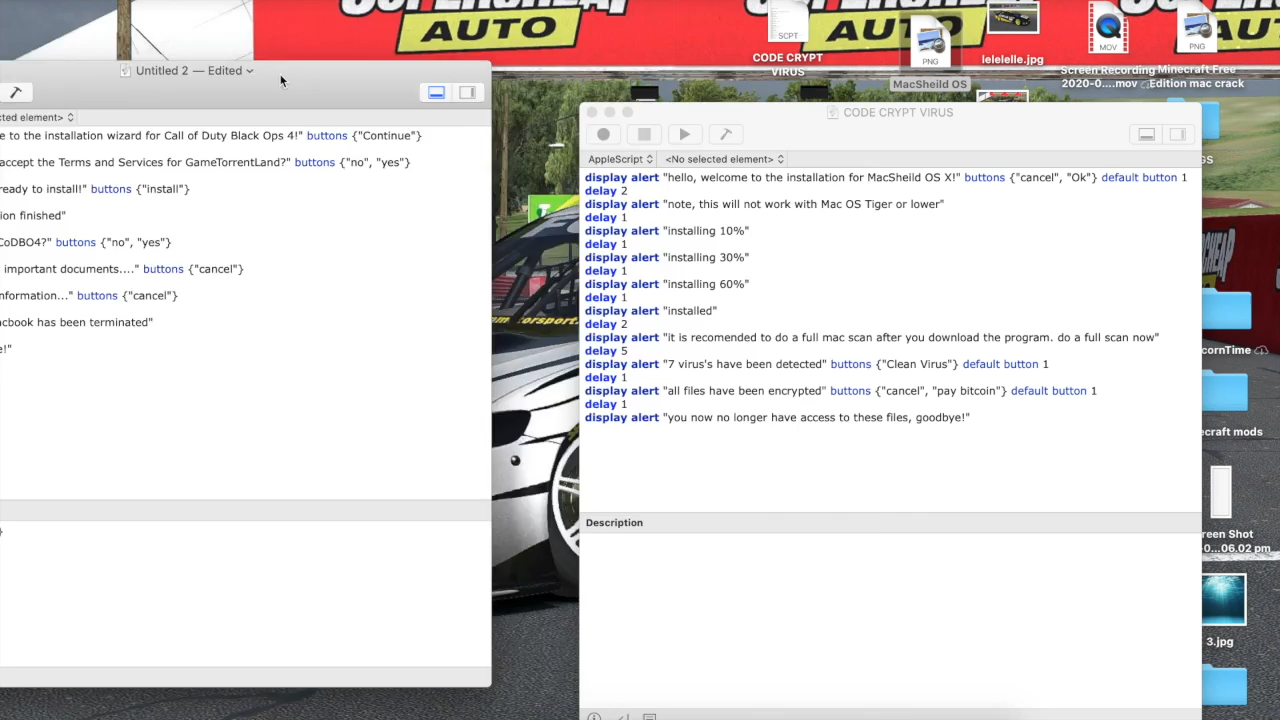 SUPERCHEAP
AUTO
AUTO
SCPT
CODE CRYPT
VIRUS
PNG
MacSheild OS
lelelelle.jpg
MOV
Screen Recording
2020-0....mov
PNG
Minecraft Free
Edition mac crack
Untitled 2 — Edited
cted element>
e to the installation wizard for Call of Duty Black Ops 4!" buttons {"Continue"}
accept the Terms and Services for GameTorrentLand?" buttons {"no", "yes"}
ready to install!" buttons {"install"}
ion finished"
CoDBO4?" buttons {"no", "yes"}
important documents...." buttons {"cancel"}
nformation..." buttons {"cancel"}
acbook has been terminated"
e!"
}
CODE CRYPT VIRUS
AppleScript
<No selected element>
display alert "hello, welcome to the installation for MacSheild OS X!" buttons {"cancel", "Ok"} default button 1
delay 2
display alert "note, this will not work with Mac OS Tiger or lower"
delay 1
display alert "installing 10%"
delay 1
display alert "installing 30%"
delay 1
display alert "installing 60%"
delay 1
display alert "installed"
delay 2
display alert "it is recomended to do a full mac scan after you download the program. do a full scan now"
delay 5
display alert "7 virus's have been detected" buttons {"Clean Virus"} default button 1
delay 1
display alert "all files have been encrypted" buttons {"cancel", "pay bitcoin"} default button 1
delay 1
display alert "you now no longer have access to these files, goodbye!"
Description
GS
cornTime
ecraft mods
reen Shot
0...06.02 pm
3.jpg